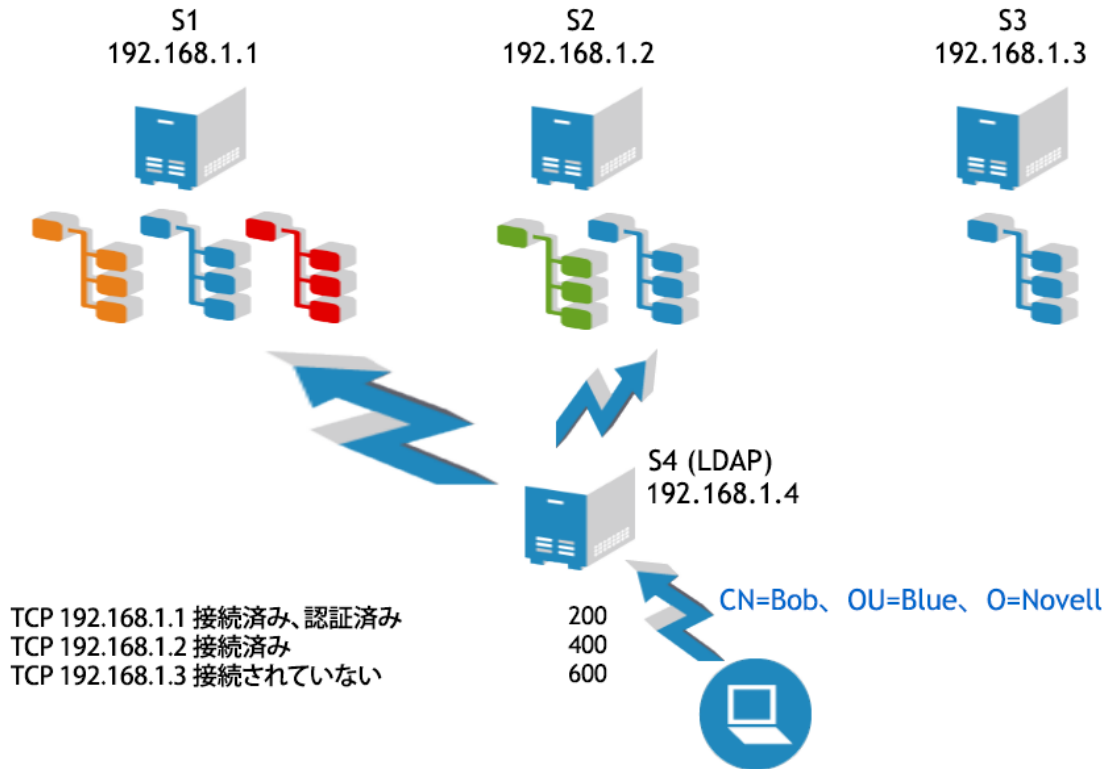 S1
192.168.1.1
S2
192.168.1.2
S3
192.168.1.3
S4 (LDAP)
192.168.1.4
CN=Bob、OU=Blue、O=Novell
TCP 192.168.1.1 接続済み、認証済み 200
TCP 192.168.1.2 接続済み 400
TCP 192.168.1.3 接続されていない 600